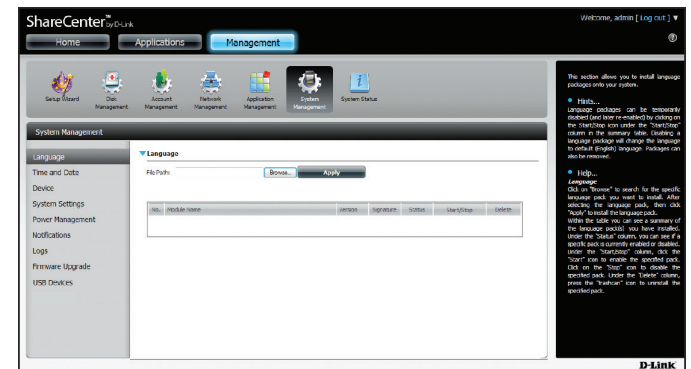 ShareCenter™ by D-Link
Welcome, admin [ Log out ] ▼
Home
Applications
Management
Setup Wizard
Disk Management
Account Management
Network Management
Application Management
System Management
System Status
System Management
Language
Time and Date
Device
System Settings
Power Management
Notifications
Logs
Firmware Upgrade
USB Devices
Language
File Path:
Browse...
Apply
No. Module Name Version Signature Status Start/Stop Delete
This section allows you to install language
packages onto your system.
Hints...
Language packages can be temporarily
disabled (and later re-enabled) by clicking on
the Start/Stop icon under the "Start/Stop"
column in the summary table. Disabling a
language package will change the language
to default (English) language. Packages can
also be removed.
Help...
Language
Click on "Browse" to search for the specific
language pack you want to install. After
selecting the language pack, then click
"Apply" to install the language pack.
Within the table you can see a summary of
the language pack(s) you have installed.
Under the "Status" column, you can see if a
specific pack is currently enabled or disabled.
Under the "Start/Stop" column, click the
"Start" icon to enable the specified pack.
Click on the "Stop" icon to disable the
specified pack. Under the "Delete" column,
press the "trashcan" icon to uninstall the
specified pack.
D-Link